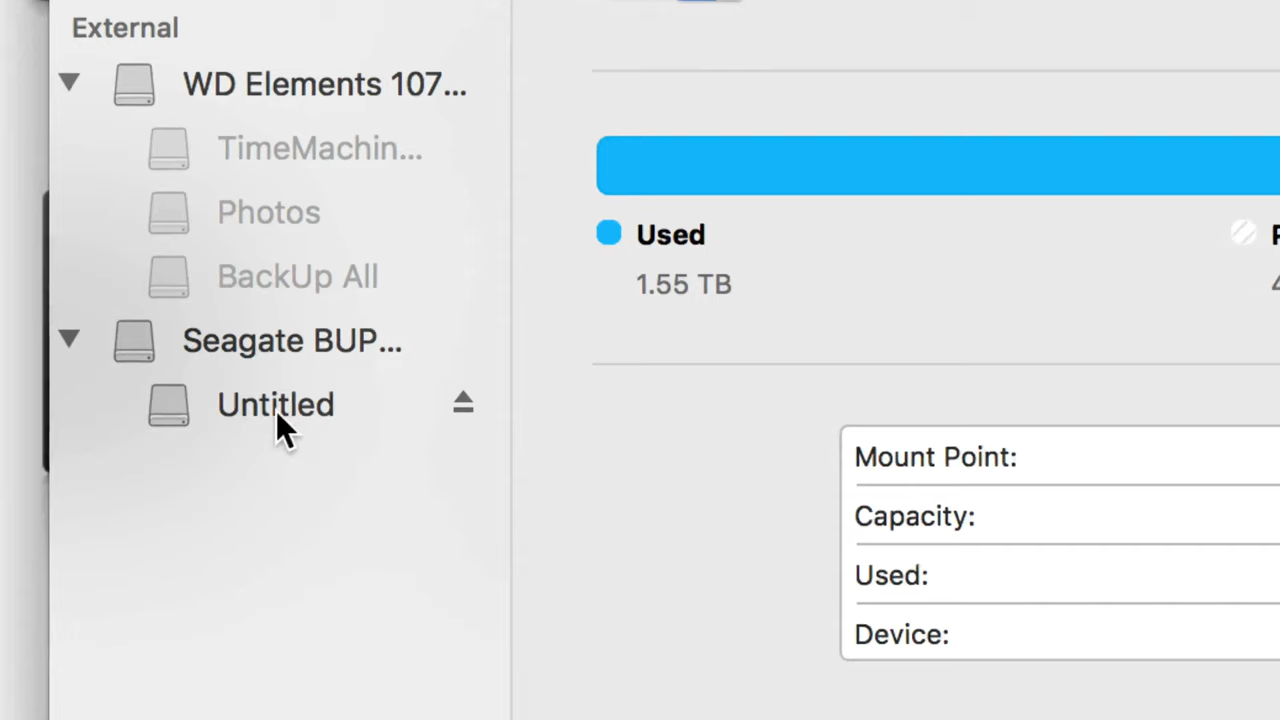 External
WD Elements 107...
TimeMachin...
Photos
BackUp All
Seagate BUP...
Untitled
Used
1.55 TB
Mount Point:
Capacity:
Used:
Device: